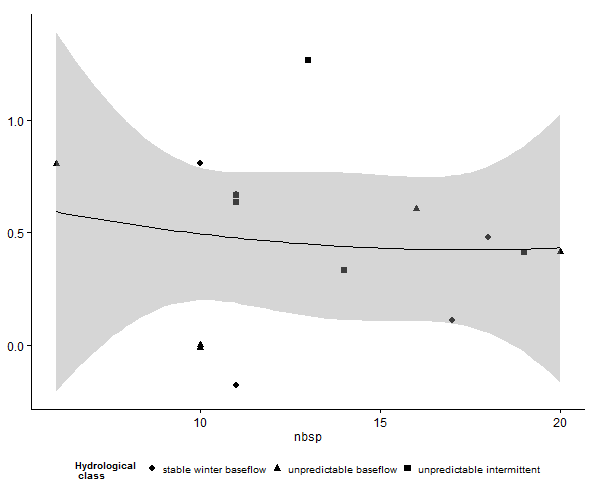 1.0
0.5
0.0
10 15 20
nbsp
Hydrological
class
stable winter baseflow unpredictable baseflow unpredictable intermittent